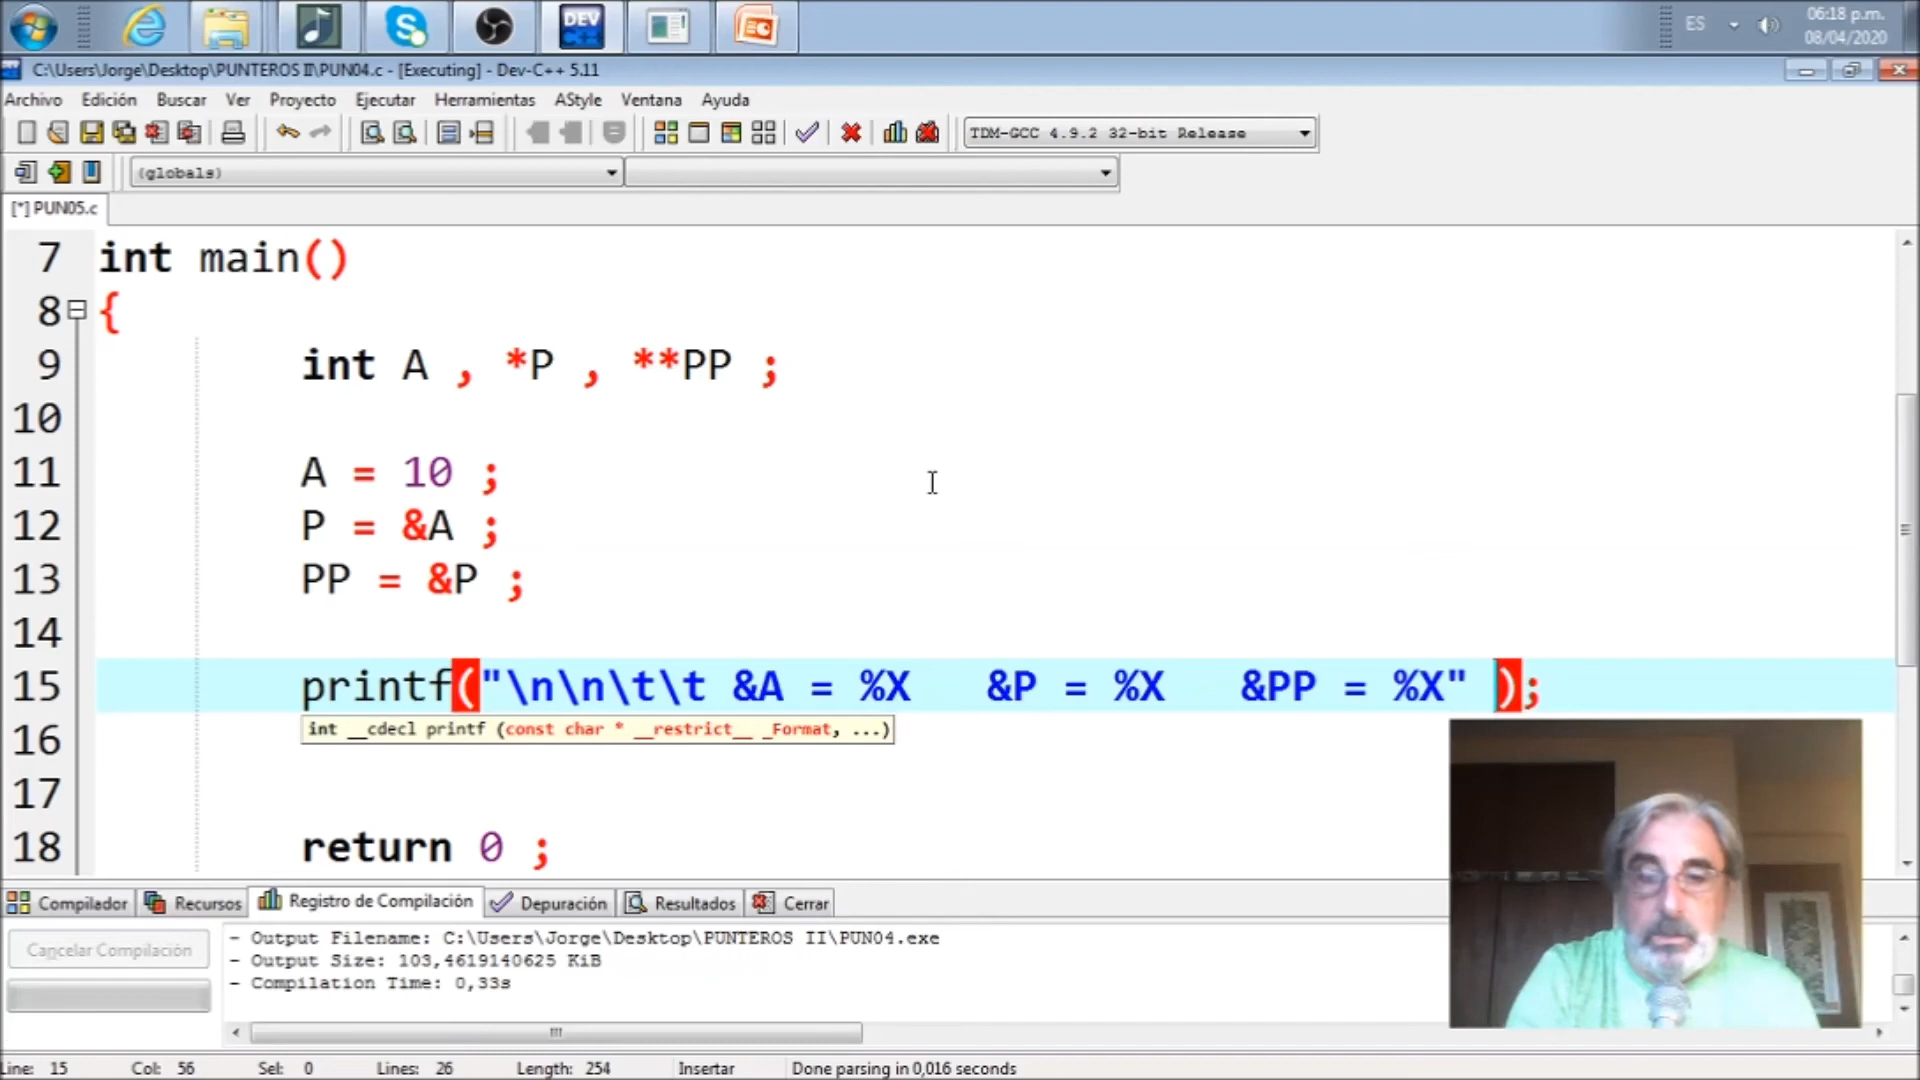 DEV
C++
ES
06:18 p.m.
08/04/2020
C:\Users\Jorge\Desktop\PUNTEROS II\PUN04.c - [Executing] - Dev-C++ 5.11
Archivo Edición Buscar Ver Proyecto Ejecutar Herramientas AStyle Ventana Ayuda
TDM-GCC 4.9.2 32-bit Release
(globals)
[*] PUN05.c
7 int main()
8 {
9 int A , *P , **PP ;
10
11 A = 10 ;
12 P = &A ;
13 PP = &P ;
14
15 printf("\n\n\t\t &A = %X   &P = %X   &PP = %X" );
int __cdecl printf (const char * __restrict__ _Format, ...)
16
17
18 return 0 ;
Compilador Recursos Registro de Compilación Depuración Resultados Cerrar
Cancelar Compilación
- Output Filename: C:\Users\Jorge\Desktop\PUNTEROS II\PUN04.exe
- Output Size: 103,4619140625 KiB
- Compilation Time: 0,33s
Line: 15 Col: 56 Sel: 0 Lines: 26 Length: 254 Insertar Done parsing in 0,016 seconds